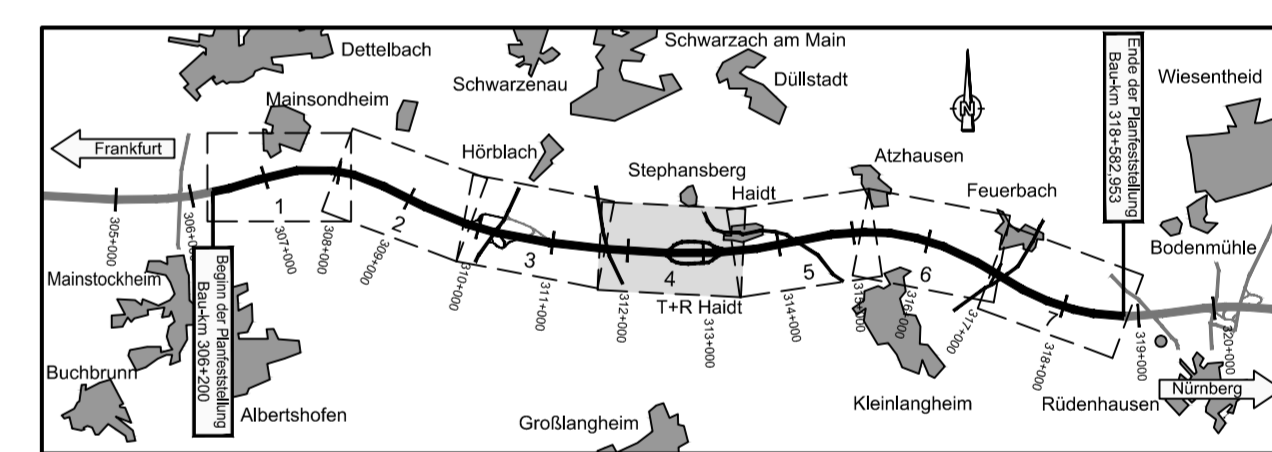 Dettelbach
Schwarzach am Main
Schwarzenau
Düllstadt
Wiesentheid
Mainsondheim
Frankfurt
N
Hörblach
Stephansberg
Haidt
Atzhausen
Feuerbach
Ende der Planfeststellung
Bau-km 318+582,953
Bodenmühle
Mainstockheim
Buchbrunn
Albertshofen
Beginn der Planfeststellung
Bau-km 306+200
1
2
3
4
5
6
7
T+R Haidt
305+000
307+000
308+000
309+000
310+000
311+000
312+000
313+000
314+000
316+000
317+000
318+000
319+000
320+000
Großlangheim
Kleinlangheim
Rüdenhausen
Nürnberg